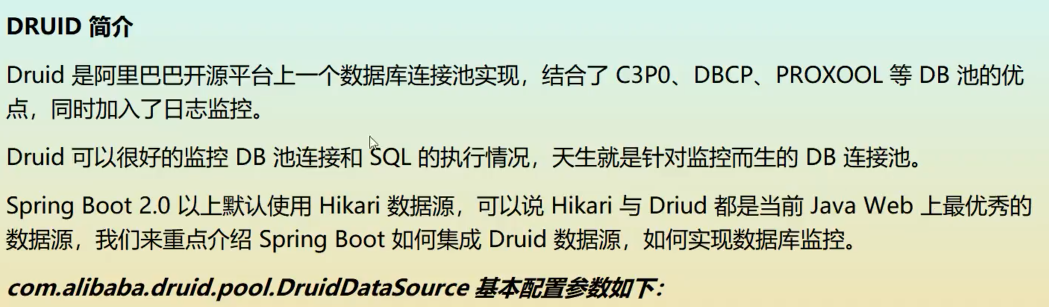 DRUID 简介
Druid 是阿里巴巴开源平台上一个数据库连接池实现，结合了 C3P0、DBCP、PROXOOL 等 DB 池的优
点，同时加入了日志监控。
Druid 可以很好的监控 DB 池连接和 SQL 的执行情况，天生就是针对监控而生的 DB 连接池。
Spring Boot 2.0 以上默认使用 Hikari 数据源，可以说 Hikari 与 Driud 都是当前 Java Web 上最优秀的
数据源，我们来重点介绍 Spring Boot 如何集成 Druid 数据源，如何实现数据库监控。
com.alibaba.druid.pool.DruidDataSource 基本配置参数如下：